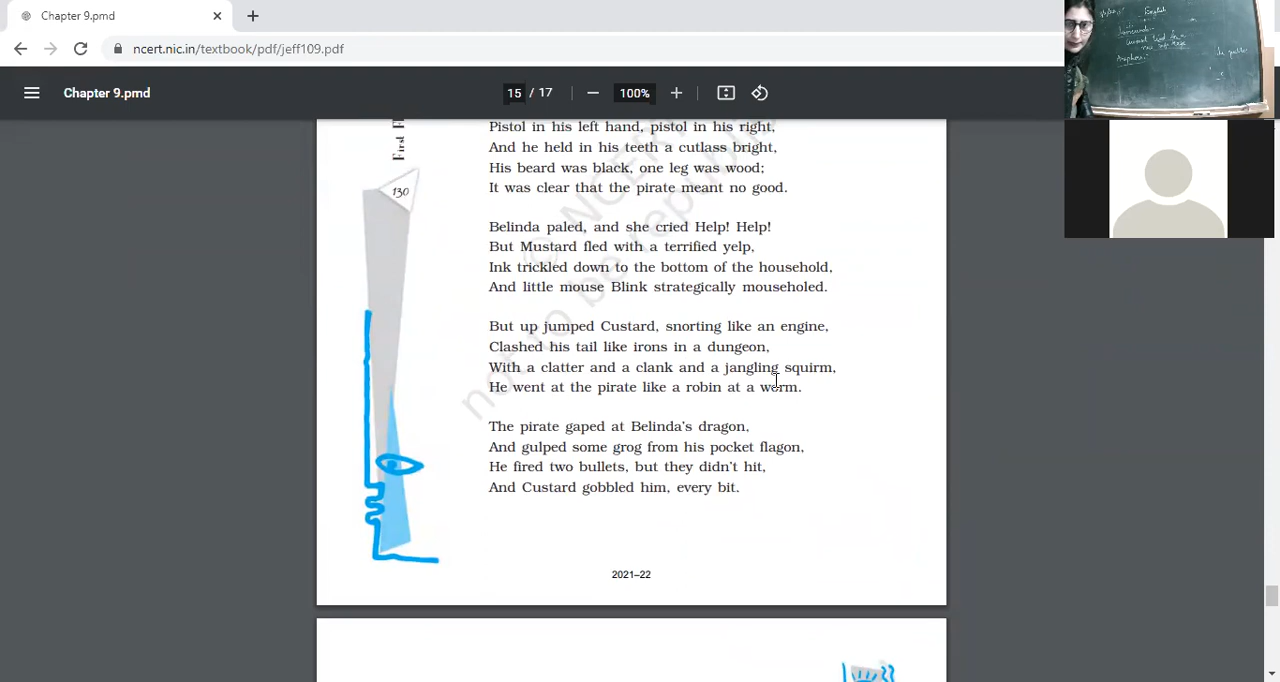 Chapter 9.pmd
ncert.nic.in/textbook/pdf/jeff109.pdf
Chapter 9.pmd
15 / 17
100%
First Fl
130
Pistol in his left hand, pistol in his right,
And he held in his teeth a cutlass bright,
His beard was black, one leg was wood;
It was clear that the pirate meant no good.
Belinda paled, and she cried Help! Help!
But Mustard fled with a terrified yelp,
Ink trickled down to the bottom of the household,
And little mouse Blink strategically mouseholed.
But up jumped Custard, snorting like an engine,
Clashed his tail like irons in a dungeon,
With a clatter and a clank and a jangling squirm,
He went at the pirate like a robin at a worm.
The pirate gaped at Belinda's dragon,
And gulped some grog from his pocket flagon,
He fired two bullets, but they didn't hit,
And Custard gobbled him, every bit.
2021–22
© NCER
not to be republis
English